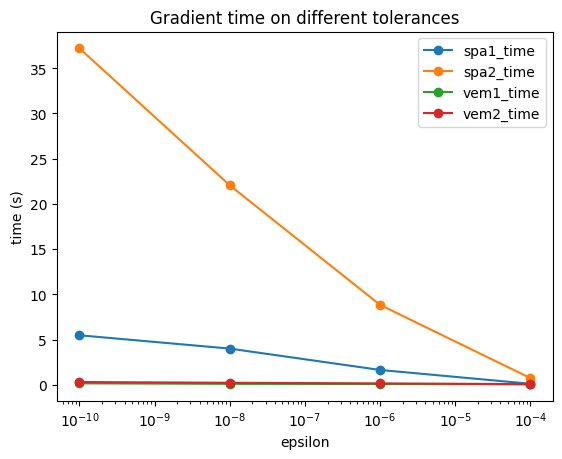 Gradient time on different tolerances
spa1_time
spa2_time
vem1_time
vem2_time
time (s)
35
30
25
20
15
10
5
0
10⁻¹⁰ 10⁻⁹ 10⁻⁸ 10⁻⁷ 10⁻⁶ 10⁻⁵ 10⁻⁴
epsilon